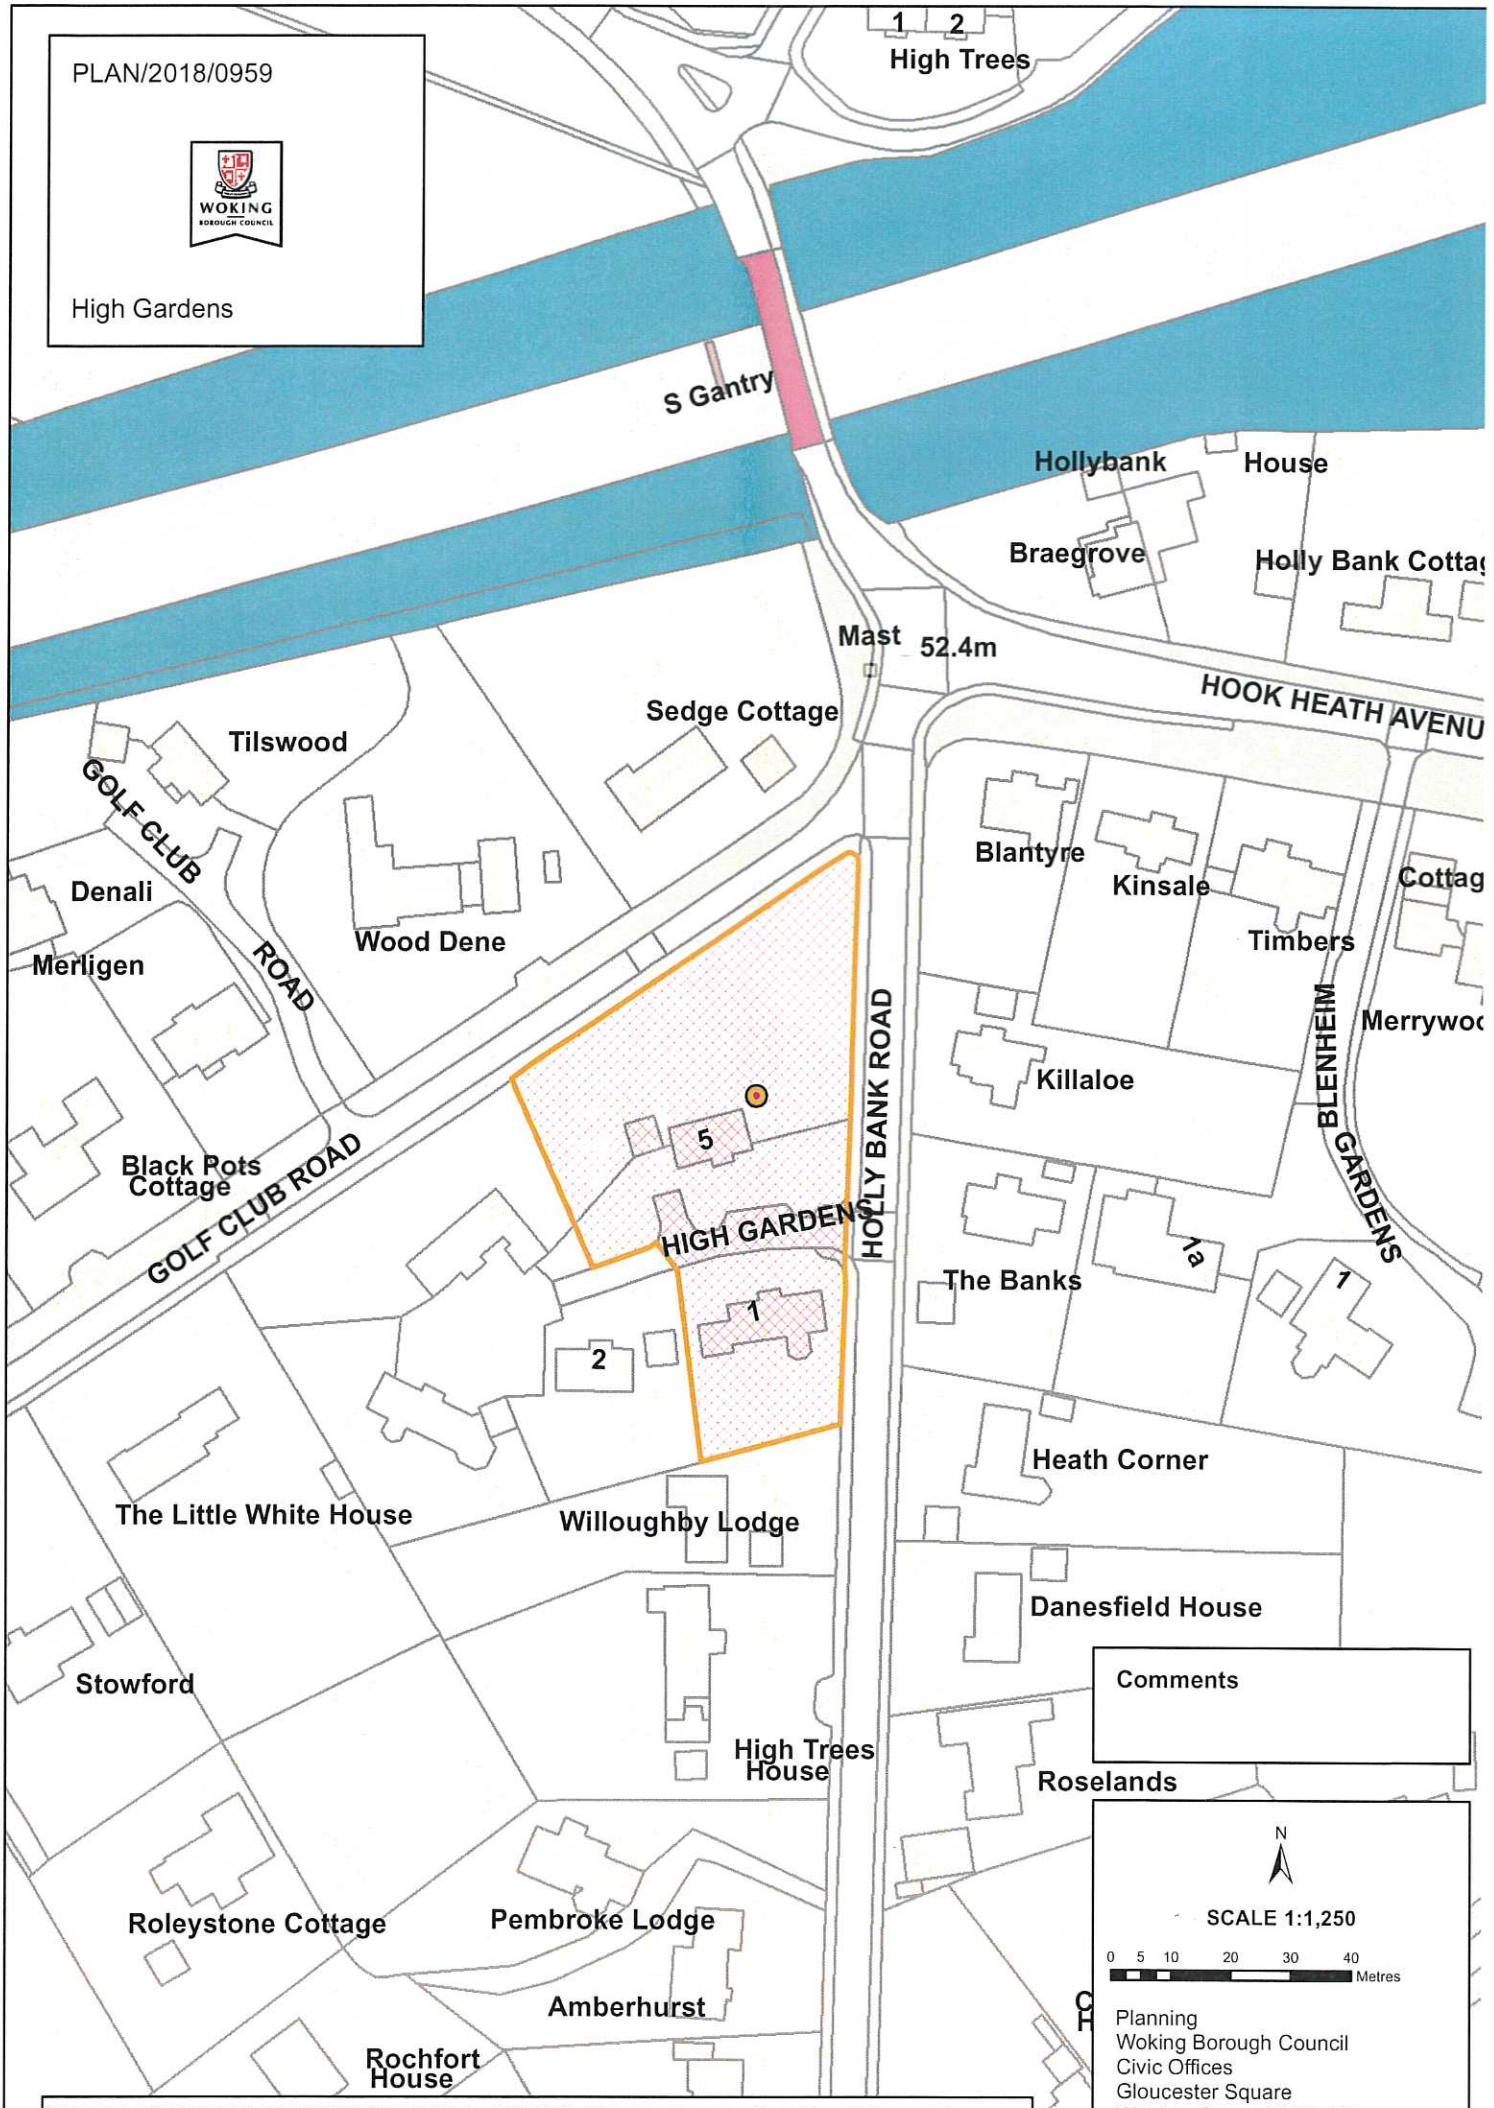 PLAN/2018/0959
WOKING
BOROUGH COUNCIL
High Gardens
1 2
High Trees
S Gantry
Hollybank House
Braegrove
Holly Bank
Mast 52.4m
HOOK HEATH
Sedge Cottage
Tilswood
GOLF CLUB ROAD
Denali
Merligen
Wood Dene
Blantyre
Kinsale
Timbers
BLENHEIM GARDENS
Killaloe
HOLLY BANK ROAD
5
Black Pots
Cottage
GOLF CLUB ROAD
HIGH GARDENS
The Banks
1a
1
1
2
Heath Corner
The Little White House
Willoughby Lodge
Danesfield House
Stowford
High Trees
House
Roselands
Roleystone Cottage
Pembroke Lodge
Amberhurst
Rochfort
House
Comments
N
SCALE 1:1,250
0 5 10 20 30 40
Metres
Planning
Woking Borough Council
Civic Offices
Gloucester Square